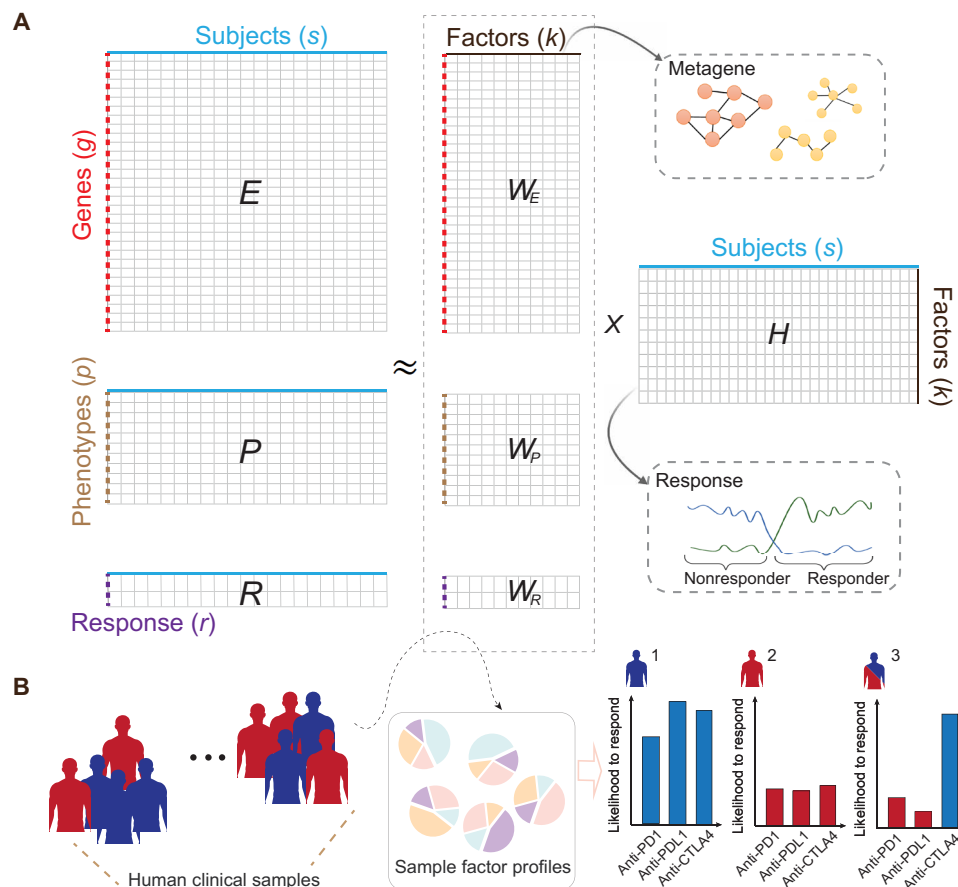 A
Subjects (s)
Factors (k)
Metagene
Genes (g)
E
W_E
Subjects (s)
X
H
Factors (k)
≈
Phenotypes (p)
P
W_P
Response
Nonresponder
Responder
R
W_R
Response (r)
B
1
2
3
Likelihood to respond
Likelihood to respond
Likelihood to respond
Anti-PD1
Anti-PDL1
Anti-CTLA4
Anti-PD1
Anti-PDL1
Anti-CTLA4
Anti-PD1
Anti-PDL1
Anti-CTLA4
Sample factor profiles
Human clinical samples